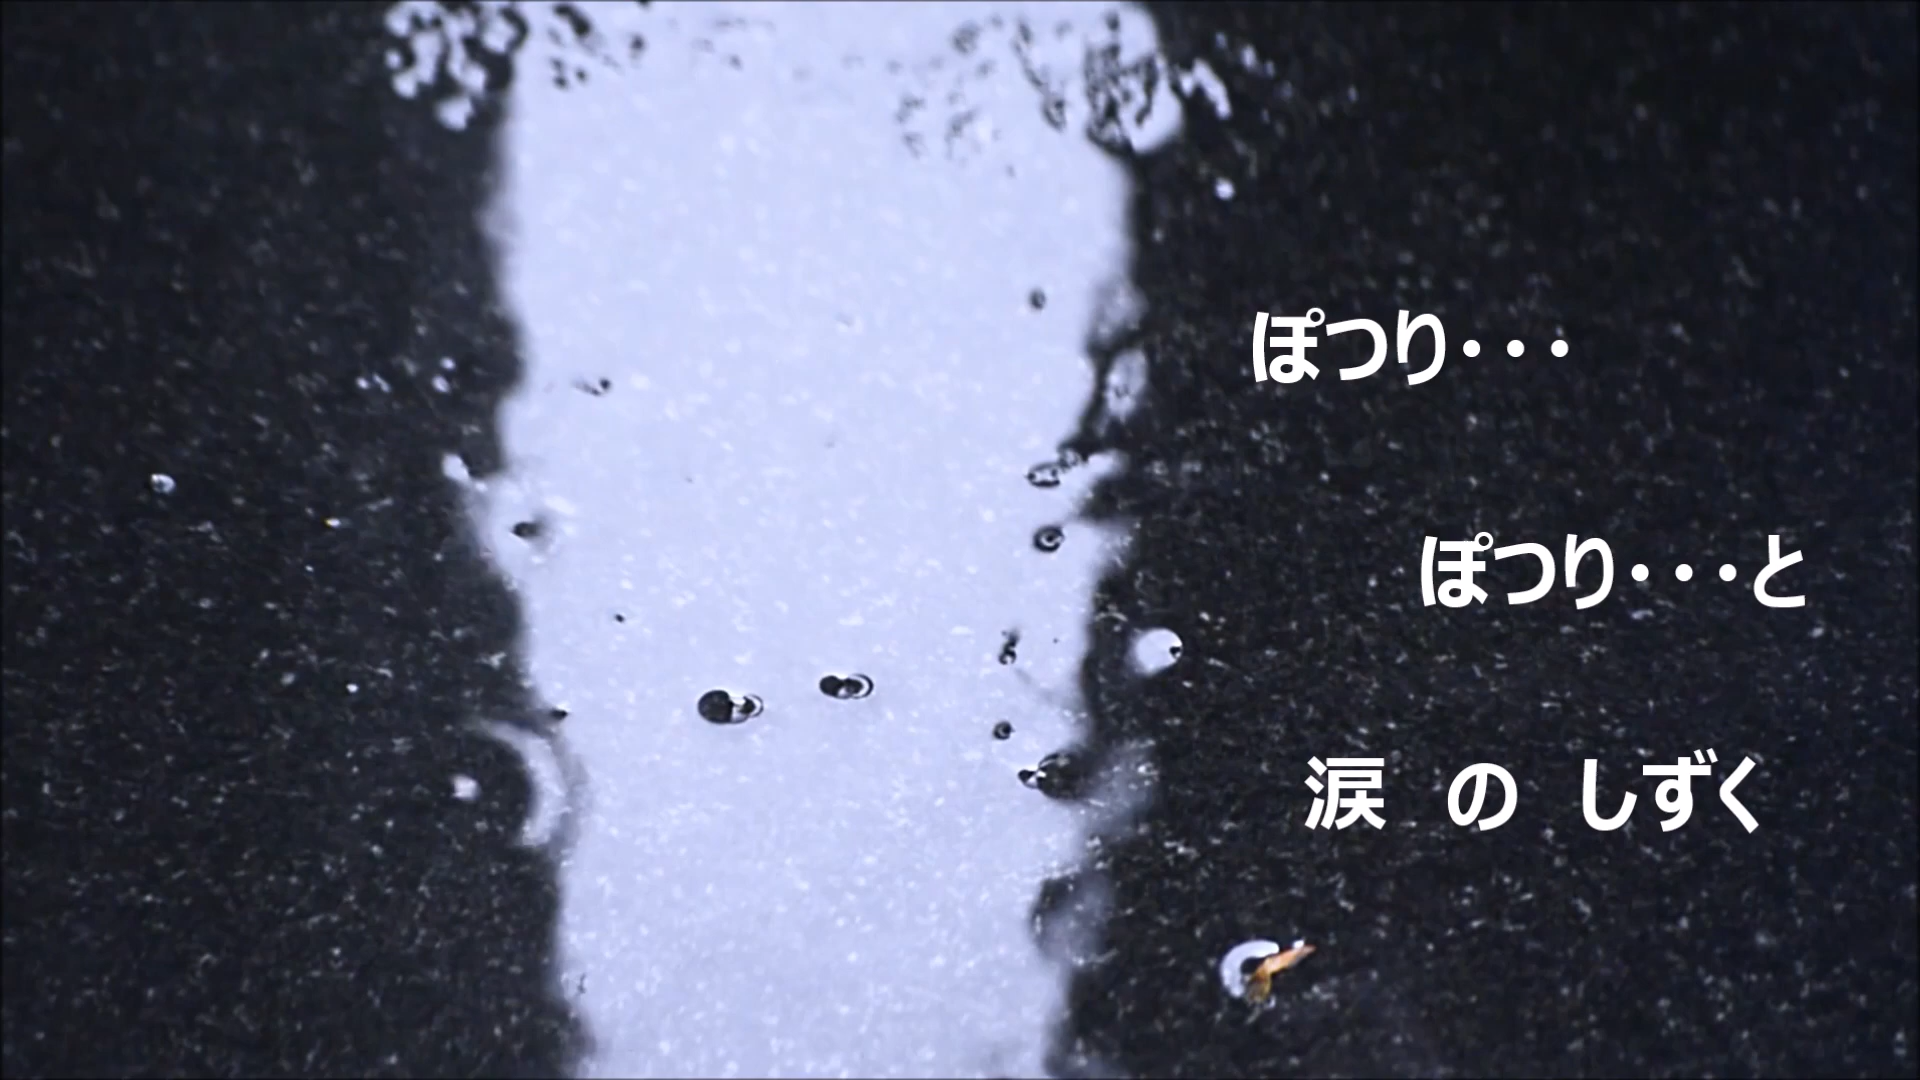 ぽつり・・・
ぽつり・・・と
涙　の　しずく